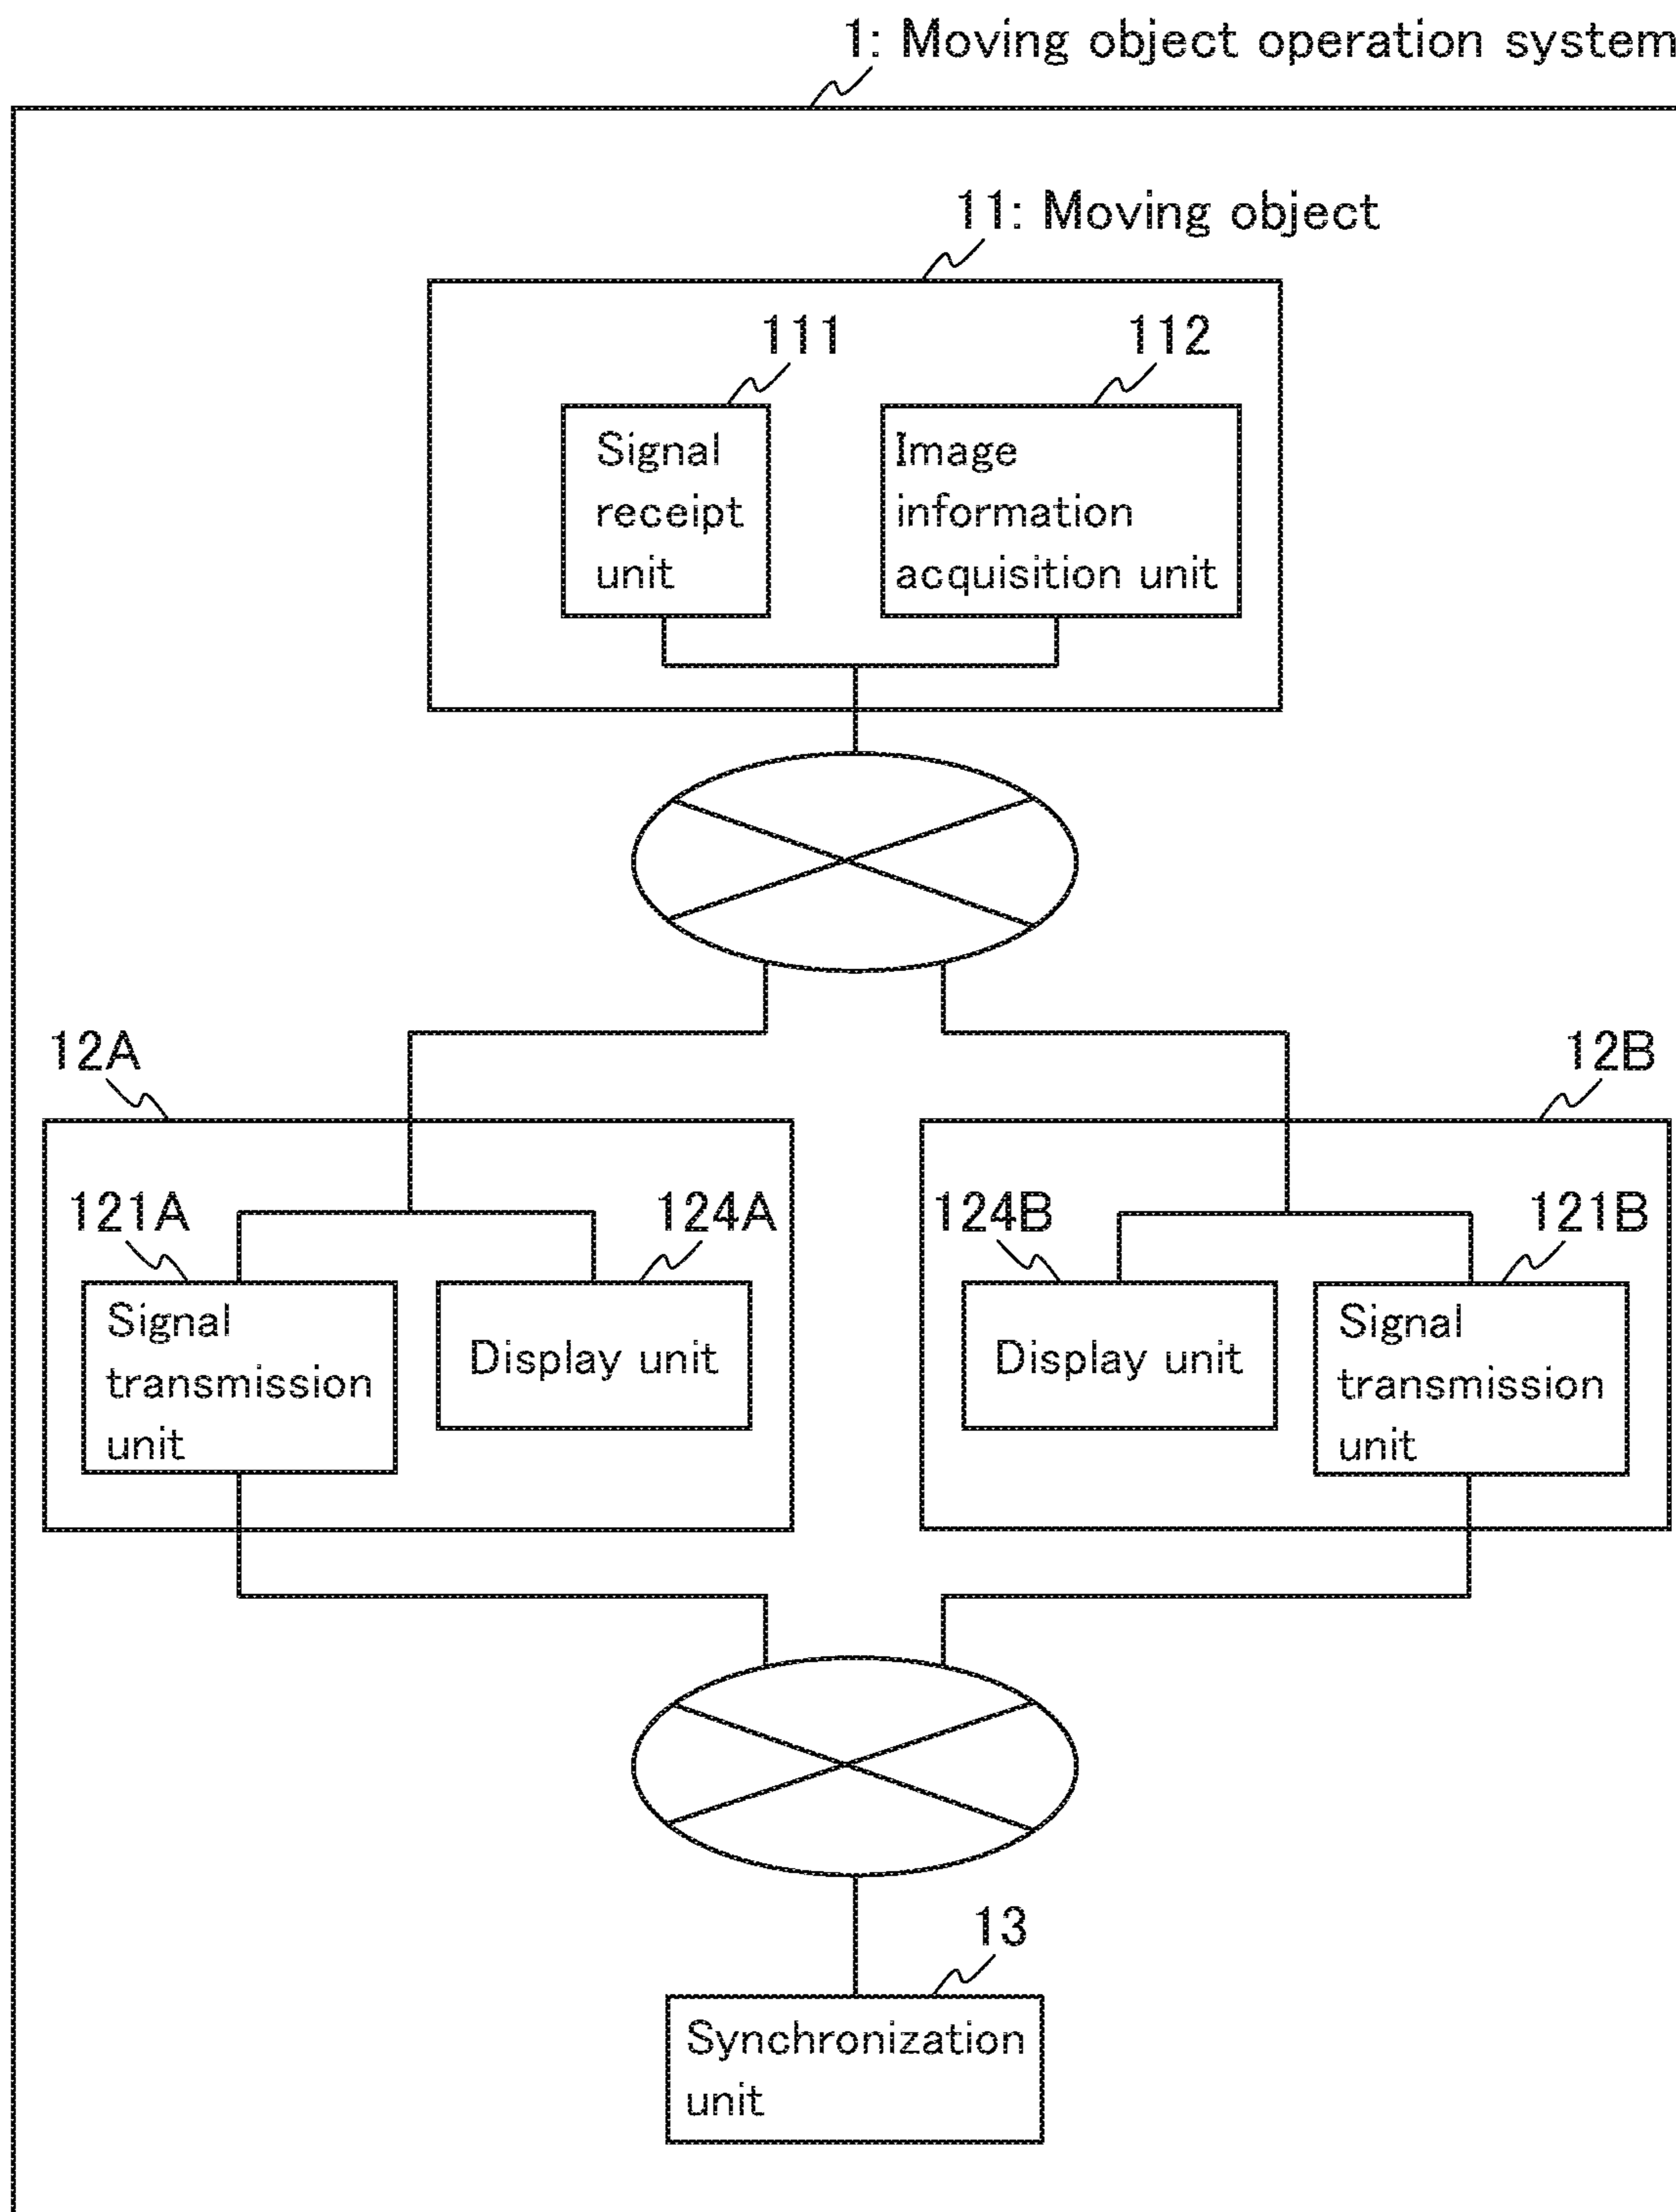 1: Moving object operation system
11: Moving object
111
112
Signal
receipt
unit
Image
information
acquisition unit
12A
12B
121A
124A
124B
121B
Signal
transmission
unit
Display unit
Display unit
Signal
transmission
unit
13
Synchronization
unit